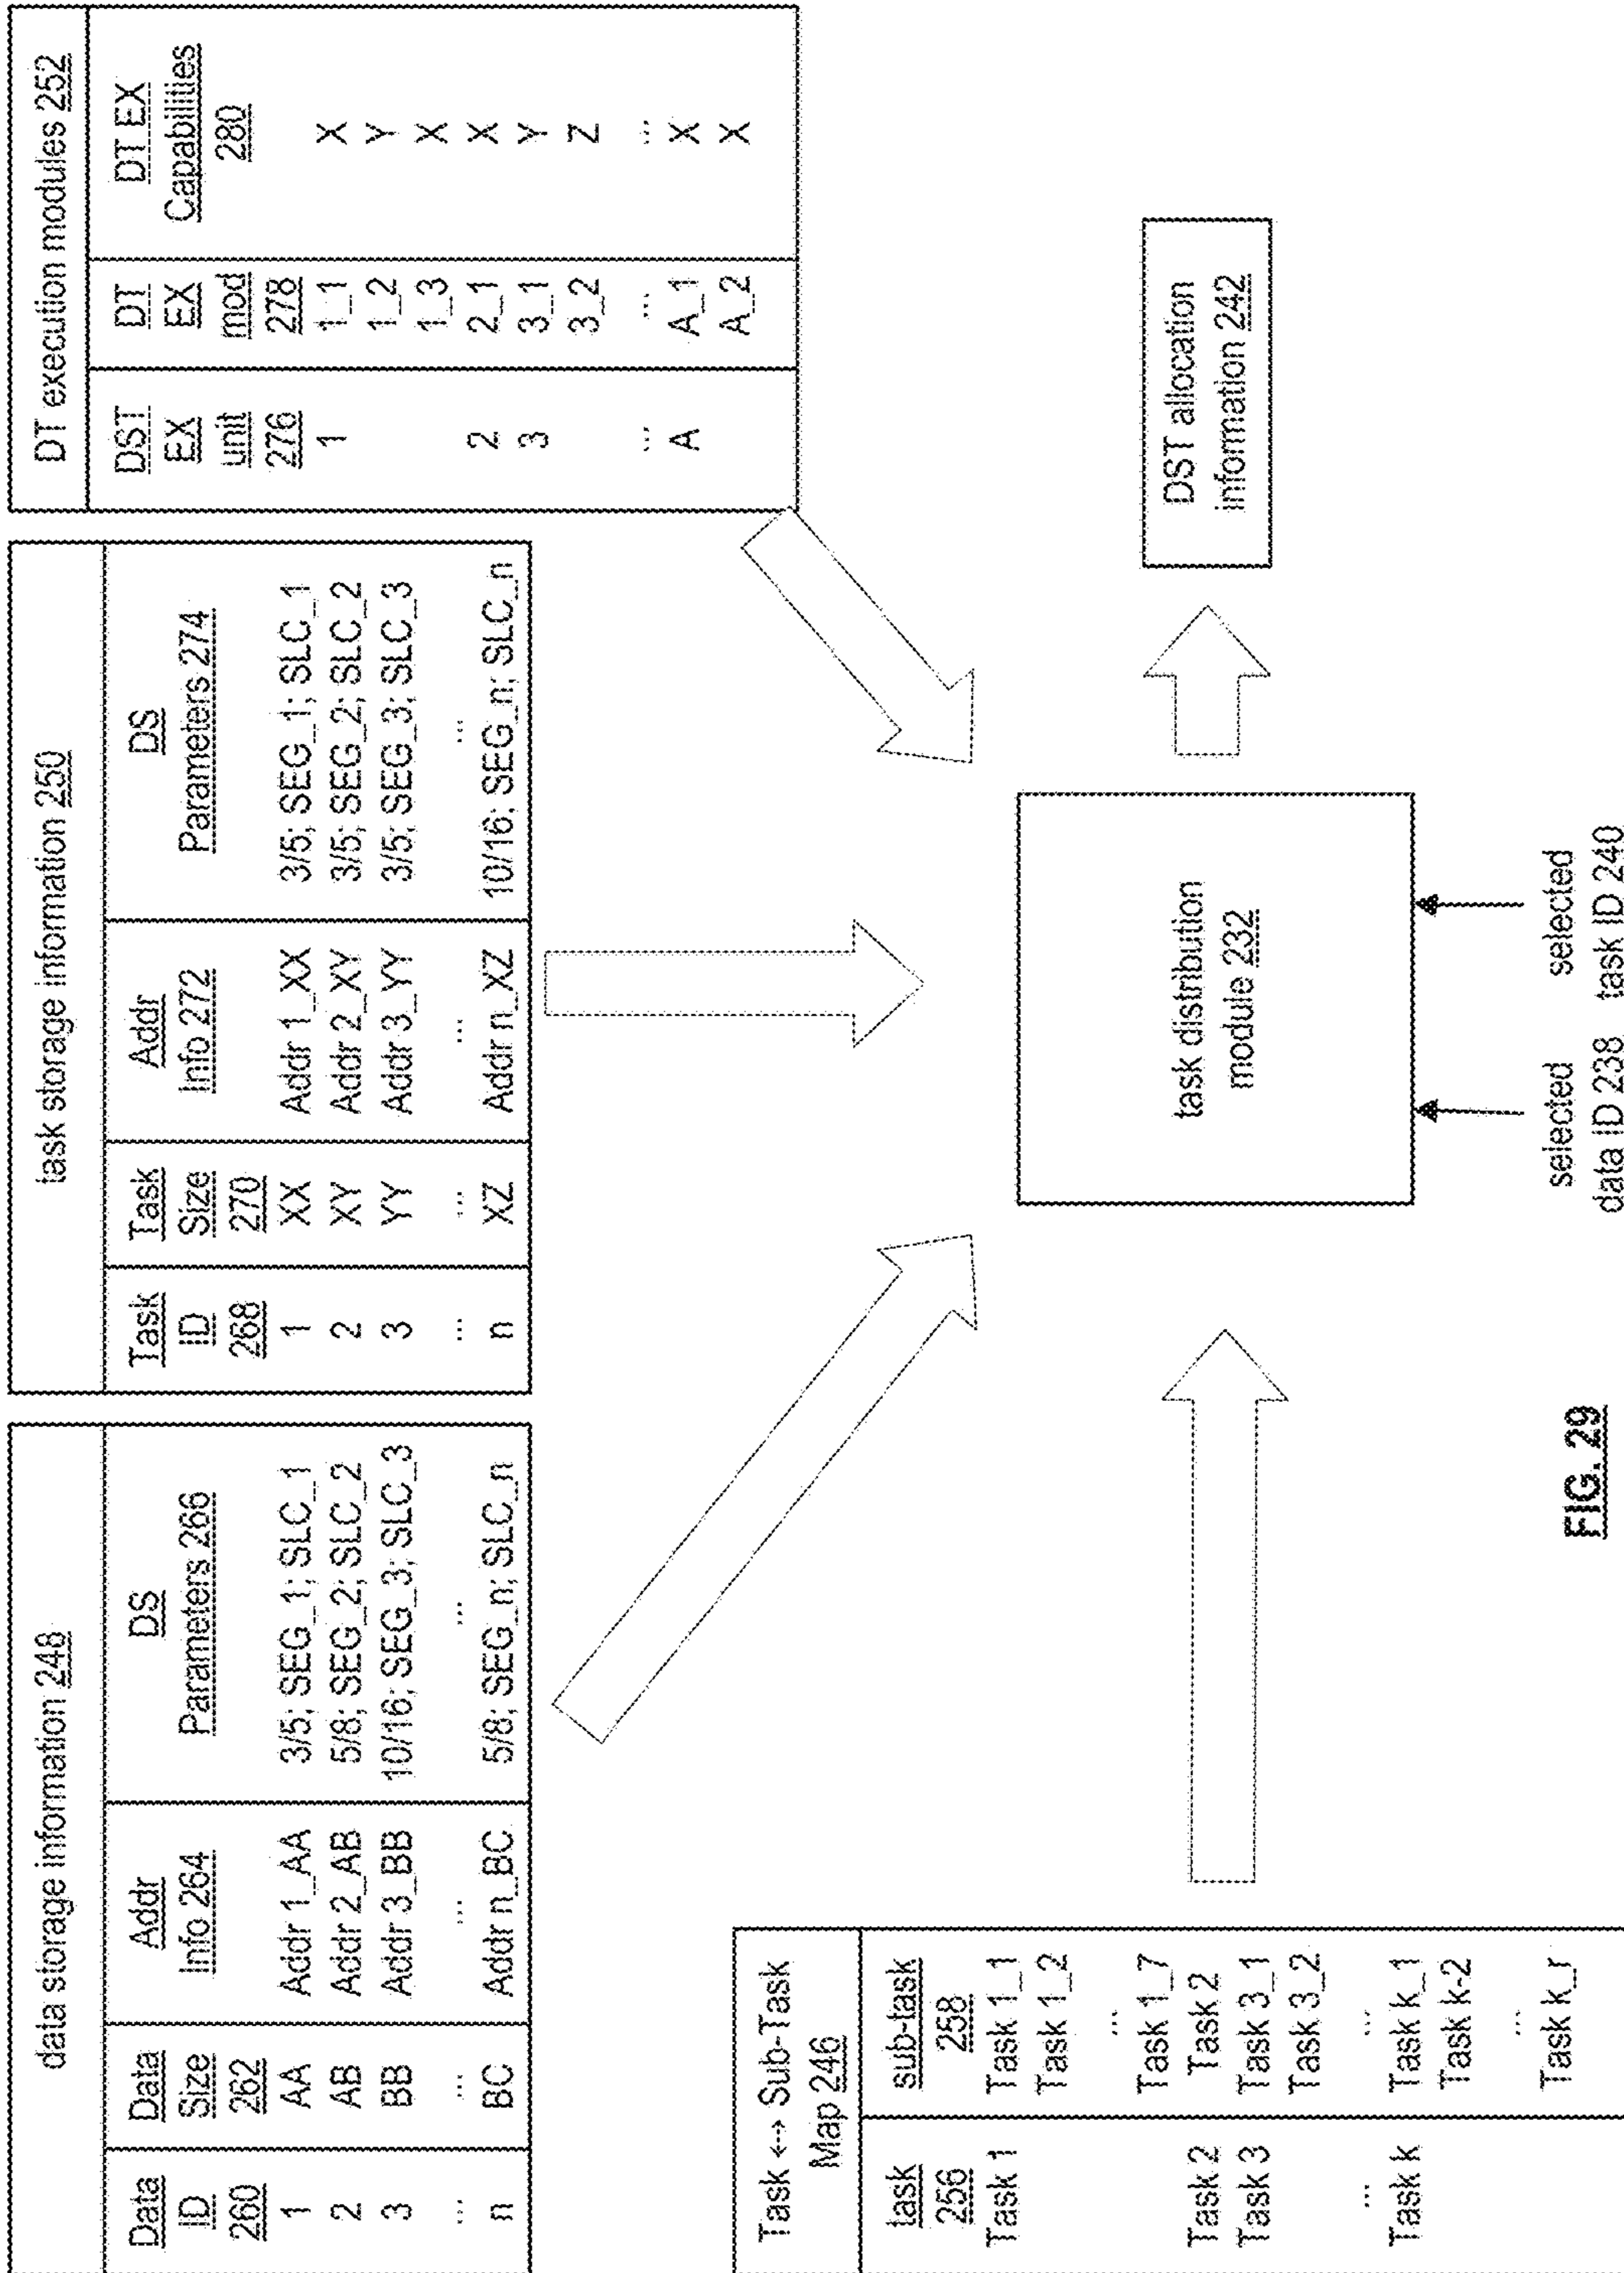 data storage information 248
Data ID 260 Data Size 262 Addr Info 264 DS Parameters 266
1 AA Addr 1_AA 3/5; SEG_1; SLC_1
2 AB Addr 2_AB 5/8; SEG_2; SLC_2
3 BB Addr 3_BB 10/16; SEG_3; SLC_3
... ... ... ...
n BC Addr n_BC 5/8; SEG_n; SLC_n
task storage information 250
Task ID 268 Task Size 270 Addr Info 272 DS Parameters 274
1 XX Addr 1_XX 3/5; SEG_1; SLC_1
2 XY Addr 2_XY 3/5; SEG_2; SLC_2
3 YY Addr 3_YY 3/5; SEG_3; SLC_3
... ... ... ...
n XZ Addr n_XZ 10/16; SEG_n; SLC_n
DT execution modules 252
DST EX unit 276 DT EX mod 278 DT EX Capabilities 280
1 1_1 X
1_2 Y
1_3 X
2 2_1 X
3 3_1 Y
3_2 Z
... ... ...
A A_1 X
A_2 X
Task ↔ Sub-Task
Map 246
task 256 sub-task 258
Task 1 Task 1_1
Task 1_2
...
Task 1_7
Task 2 Task 2
Task 3 Task 3_1
Task 3_2
... ...
Task k Task k_1
Task k-2
...
Task k_r
task distribution
module 232
DST allocation
information 242
selected
data ID 238
selected
task ID 240
FIG. 29